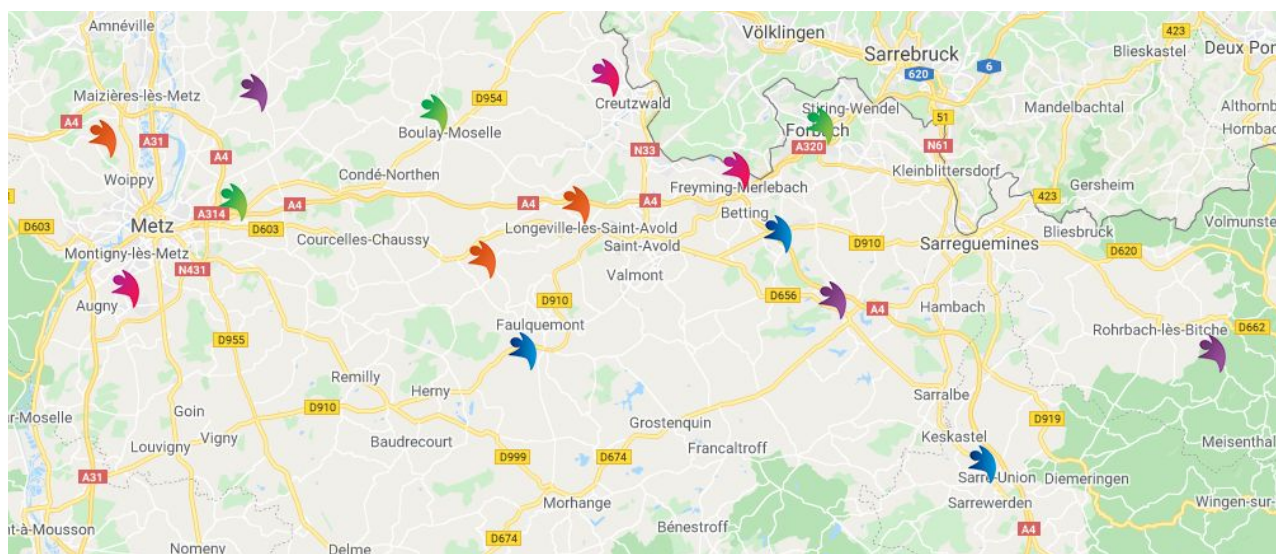 Amnéville
Völklingen
Sarrebruck
423
Blieskastel
Deux Pon
620
6
Maizières-lès-Metz
D954
Creutzwald
Stiring-Wendel
Mandelbachtal
Althornb
Hornbac
A4
A31
Boulay-Moselle
Forbach
51
A4
N33
A320
N61
Woippy
Condé-Northen
Freyming-Merlebach
Kleinblittersdorf
Gersheim
423
A314
A4
A4
A4
D603
Metz
D603
Longeville-lès-Saint-Avold
Betting
Volmunster
Courcelles-Chaussy
Saint-Avold
D910
Sarreguemines
Bliesbruck
D620
Montigny-lès-Metz
N431
Valmont
Augny
D910
D656
A4
Hambach
Faulquemont
Rohrbach-lès-Bitche
D662
D955
Remilly
Herny
Sarralbe
ur-Moselle
Goin
D910
Grostenquin
D919
Louvigny
Vigny
Baudrecourt
Francaltroff
Keskastel
Meisenthal
A31
D999
D674
Sarre-Union
Diemeringen
Morhange
Sarrewerden
Wingen-sur-
nt-à-Mousson
Bénestroff
A4
Nomeny
Delme
D674